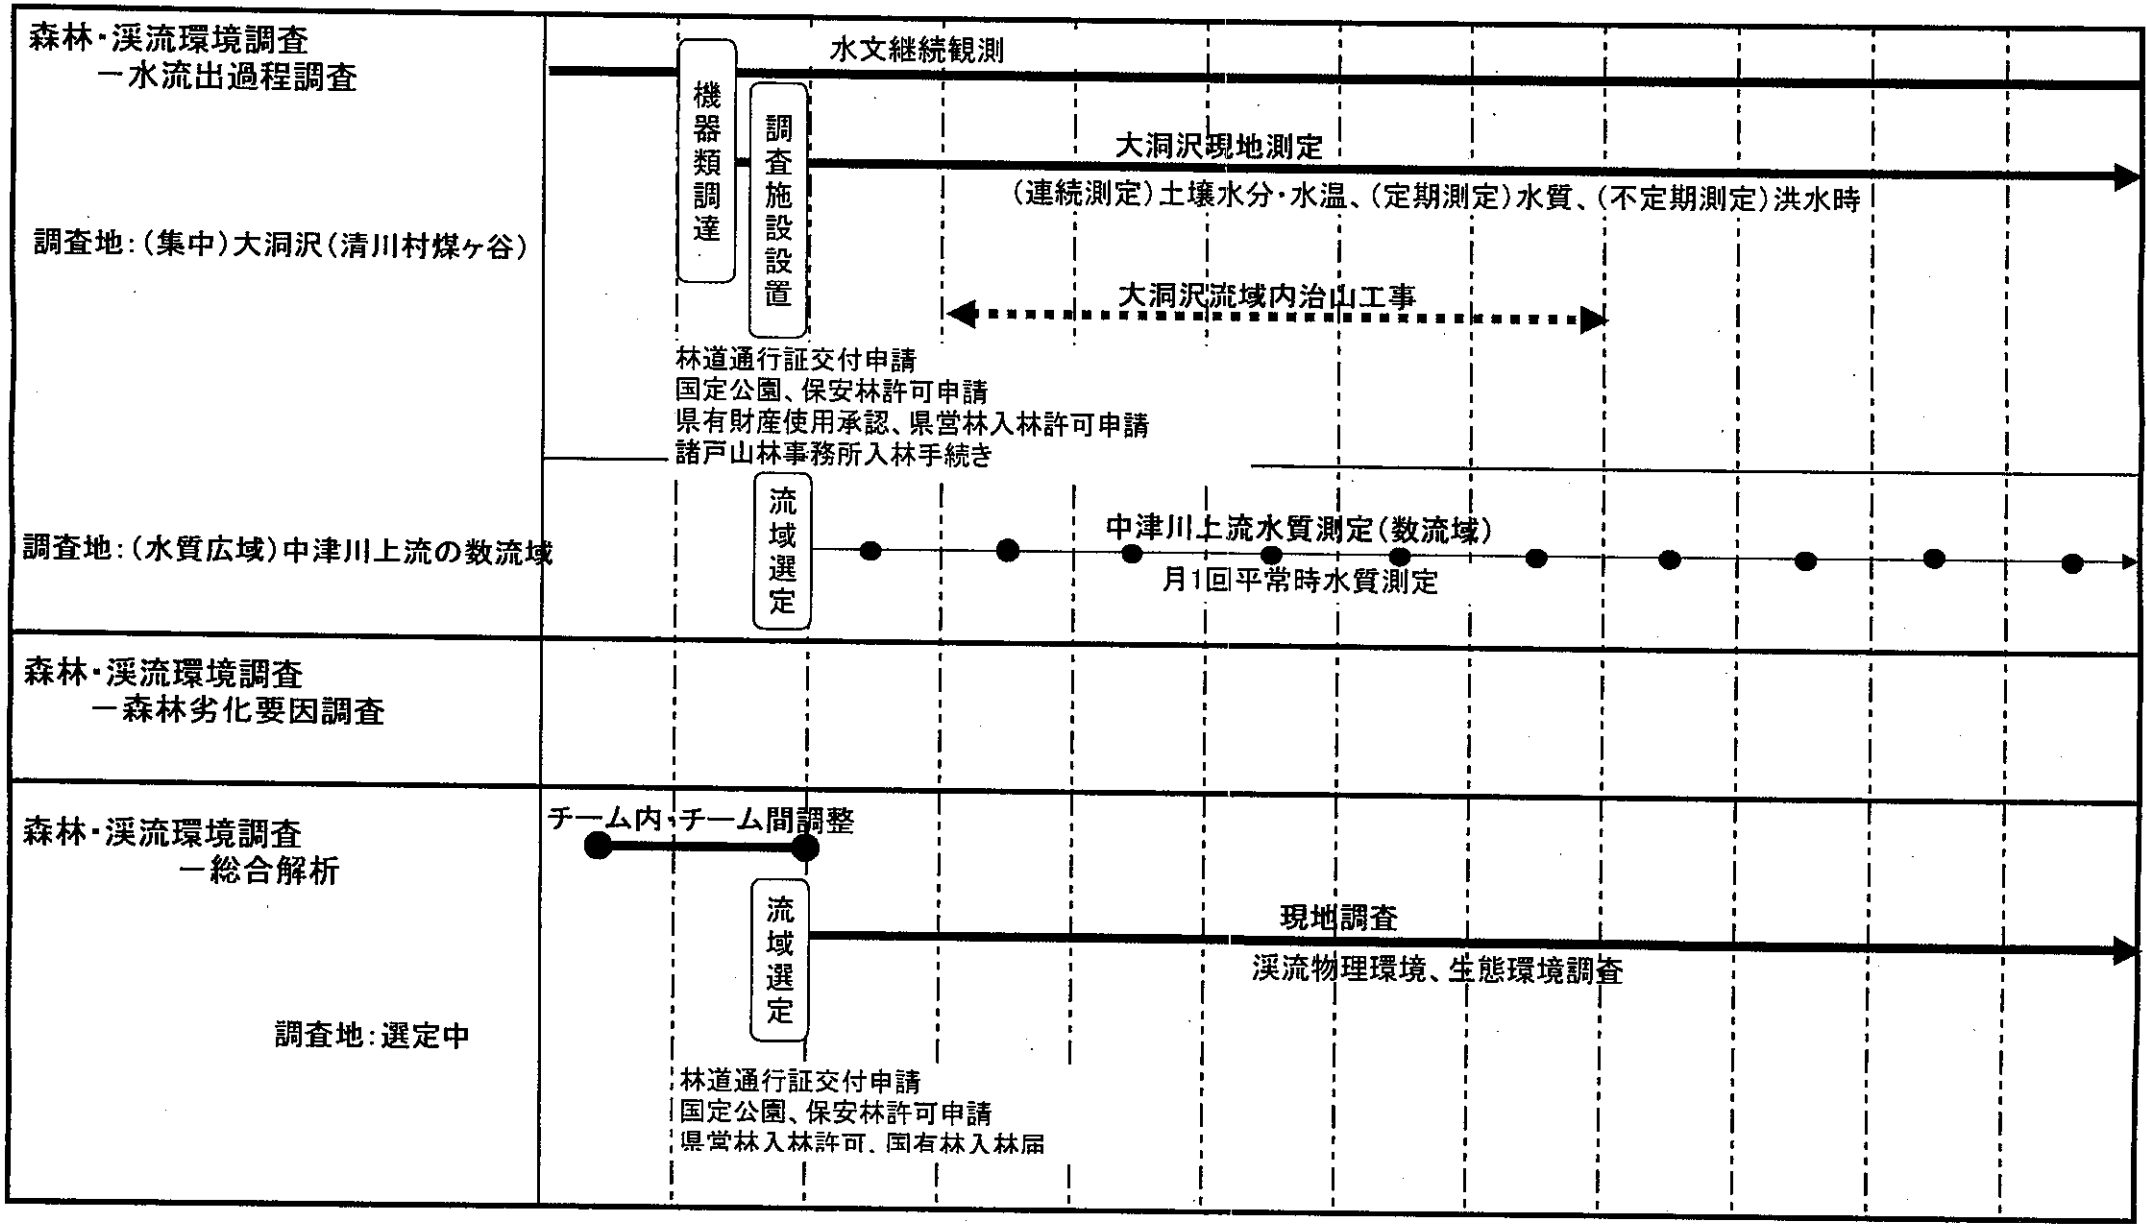 森林・渓流環境調査
－水流出過程調査
水文継続観測
機器類調達
調査施設設置
大洞沢現地測定
(連続測定)土壌水分・水温、(定期測定)水質、(不定期測定)洪水時
調査地:(集中)大洞沢(清川村煤ヶ谷)
大洞沢流域内治山工事
林道通行証交付申請
国定公園、保安林許可申請
県有財産使用承認、県営林入林許可申請
諸戸山林事務所入林手続き
流域選定
中津川上流水質測定(数流域)
調査地:(水質広域)中津川上流の数流域
月1回平常時水質測定
森林・渓流環境調査
－森林劣化要因調査
森林・渓流環境調査
－総合解析
チーム内・チーム間調整
流域選定
現地調査
渓流物理環境、生態環境調査
調査地:選定中
林道通行証交付申請
国定公園、保安林許可申請
県営林入林許可、国有林入林届